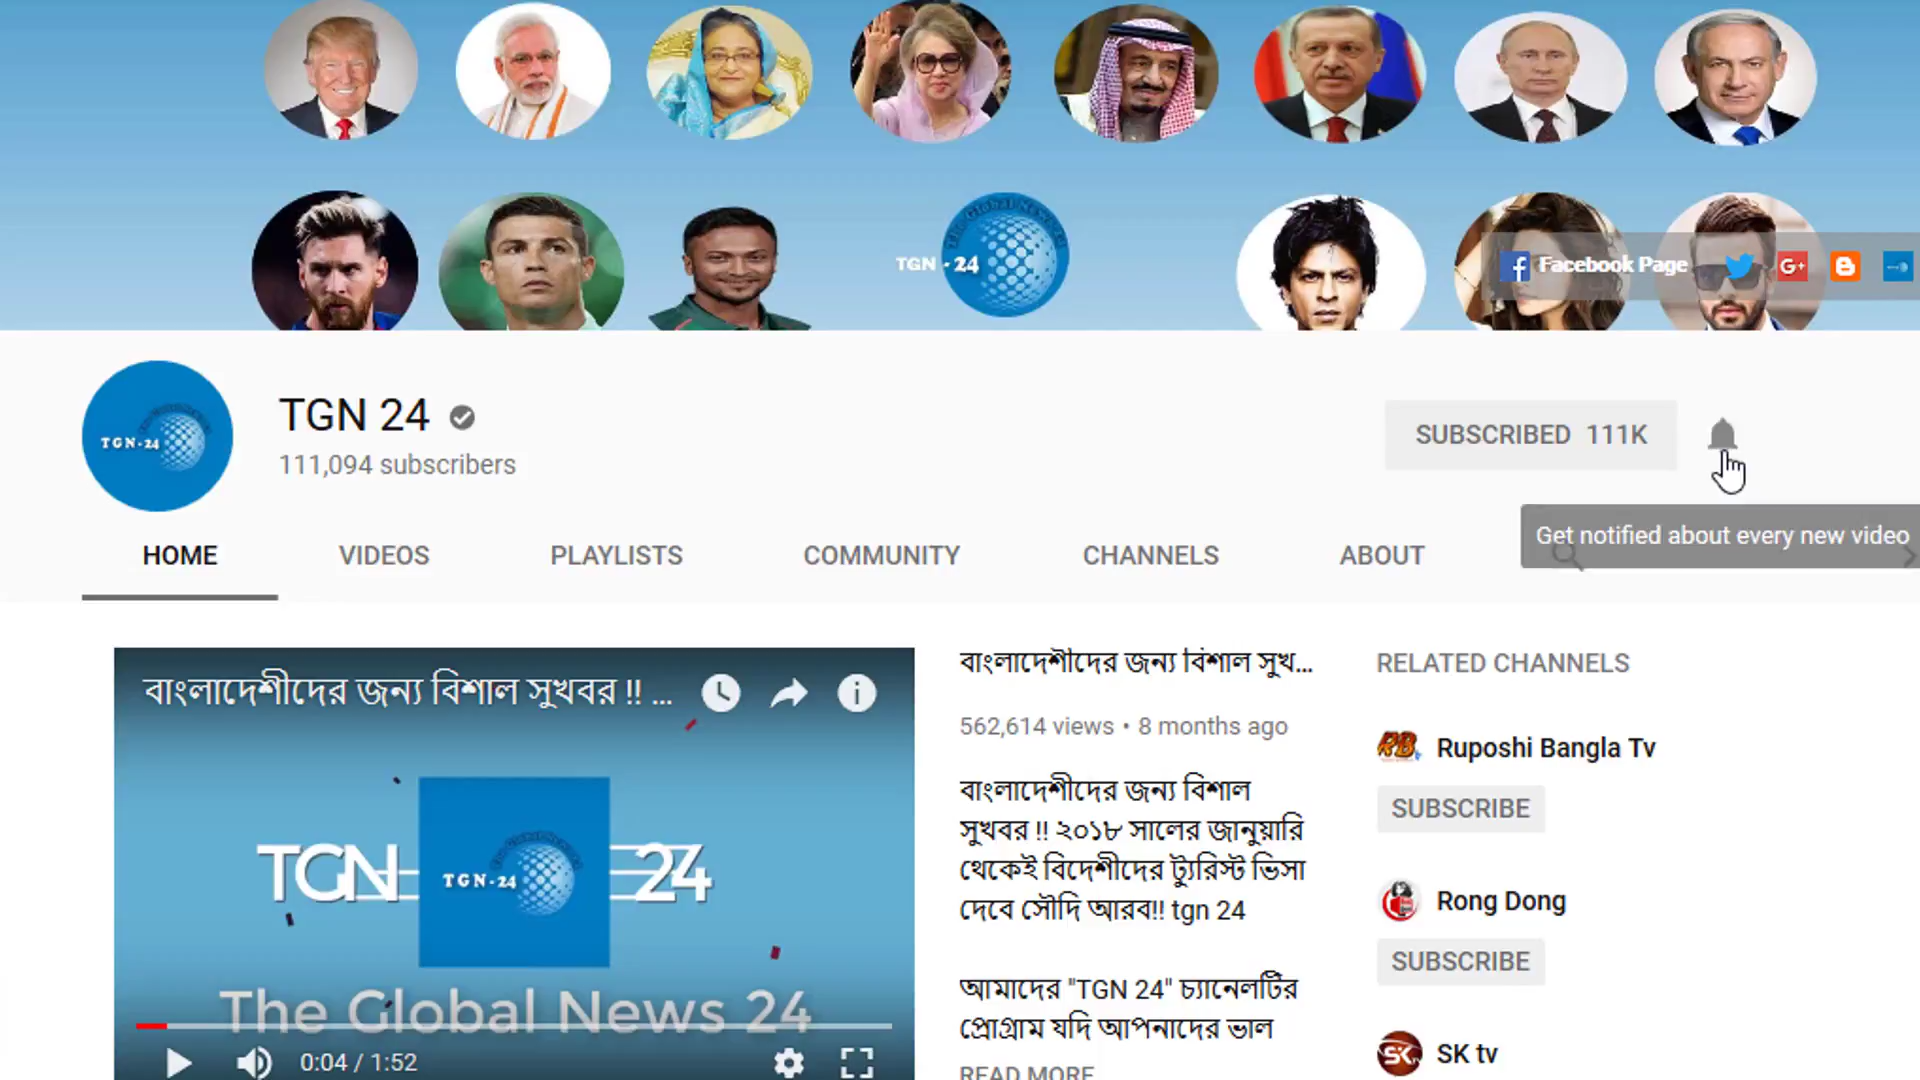 TGN - 24
Facebook Page
TGN-24
TGN 24
111,094 subscribers
SUBSCRIBED 111K
Get notified about every new video
HOME
VIDEOS
PLAYLISTS
COMMUNITY
CHANNELS
ABOUT
বাংলাদেশীদের জন্য বিশাল সুখবর !! ...
TGN
TGN-24
24
The Global News 24
0:04 / 1:52
বাংলাদেশীদের জন্য বিশাল সুখ...
562,614 views • 8 months ago
বাংলাদেশীদের জন্য বিশাল
সুখবর !! ২০১৮ সালের জানুয়ারি
থেকেই বিদেশীদের ট্যুরিস্ট ভিসা
দেবে সৌদি আরব!! tgn 24
আমাদের "TGN 24" চ্যানেলটির
প্রোগ্রাম যদি আপনাদের ভাল
READ MORE
RELATED CHANNELS
Ruposhi Bangla Tv
SUBSCRIBE
Rong Dong
SUBSCRIBE
SK tv